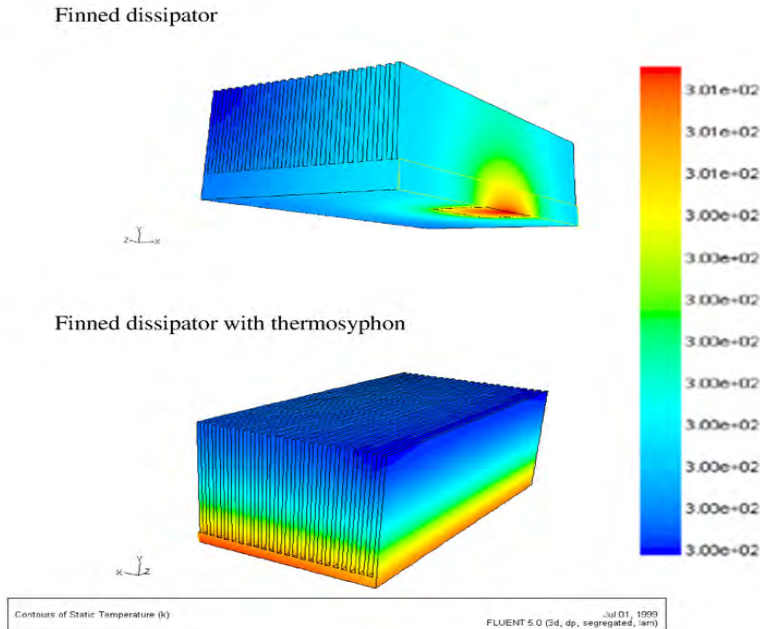 Finned dissipator
3.01e+02
3.01e+02
3.01e+02
3.00e+02
3.00e+02
3.00e+02
3.00e+02
3.00e+02
3.00e+02
3.00e+02
3.00e+02
3.00e+02
Y
Z
X
Finned dissipator with thermosyphon
Y
X
Z
Contours of Static Temperature (k)
Jul 01, 1999
FLUENT 5.0 (3d, dp, segregated, lam)